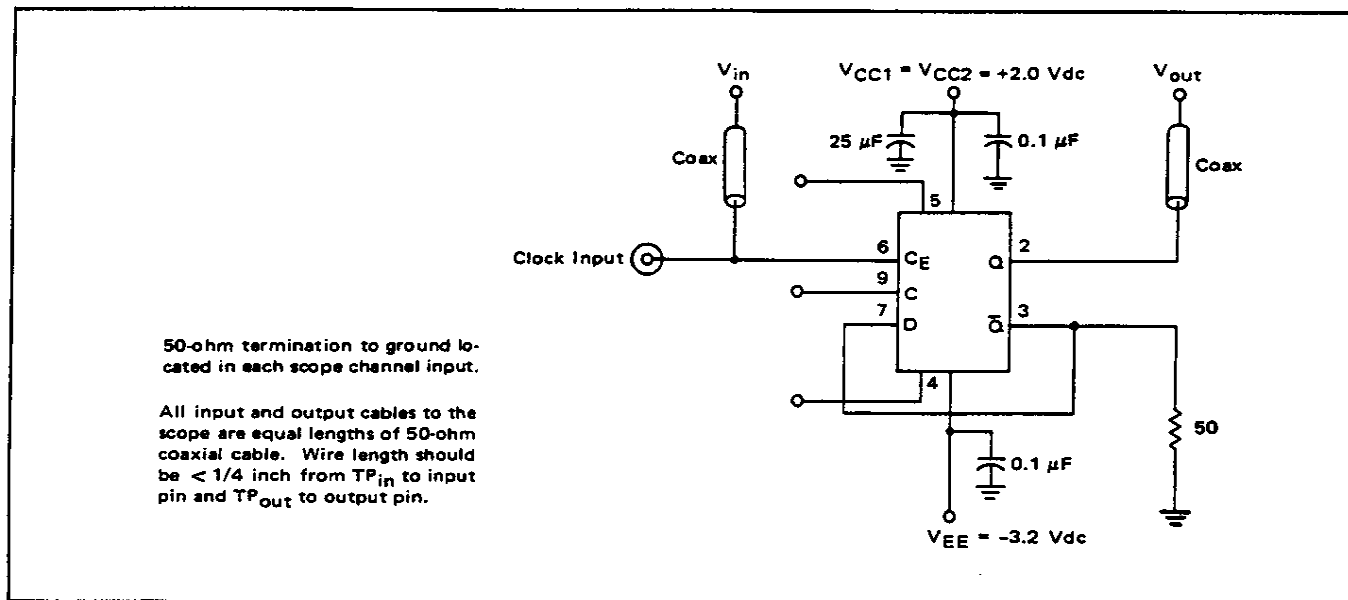 Vin
VCC1 = VCC2 = +2.0 Vdc
Vout
Coax
25 μF
0.1 μF
Coax
5
Clock Input
6
CE
Q
2
9
C
7
D
Q̅
3
4
50
0.1 μF
VEE = -3.2 Vdc
50-ohm termination to ground lo-
cated in each scope channel input.
All input and output cables to the
scope are equal lengths of 50-ohm
coaxial cable. Wire length should
be < 1/4 inch from TPin to input
pin and TPout to output pin.